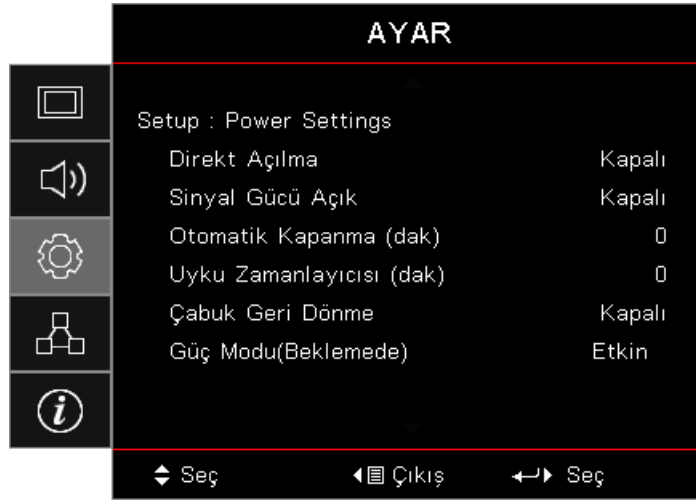 AYAR
Setup : Power Settings
Direkt Açılma Kapalı
Sinyal Gücü Açık Kapalı
Otomatik Kapanma (dak) 0
Uyku Zamanlayıcısı (dak) 0
Çabuk Geri Dönme Kapalı
Güç Modu(Beklemede) Etkin
Seç Çıkış Seç